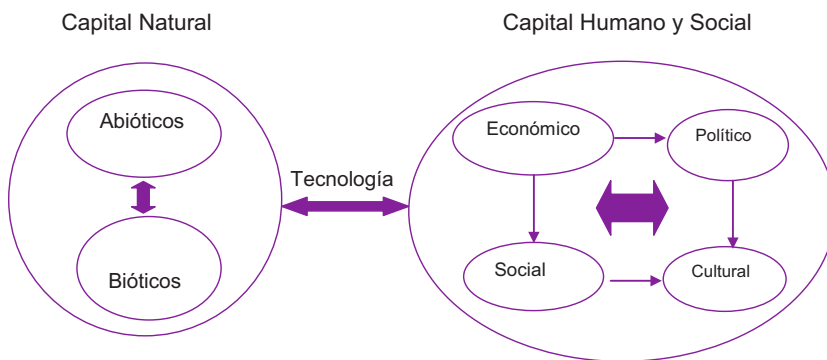 Capital Natural
Capital Humano y Social
Abióticos
Bióticos
Tecnología
Económico
Político
Social
Cultural